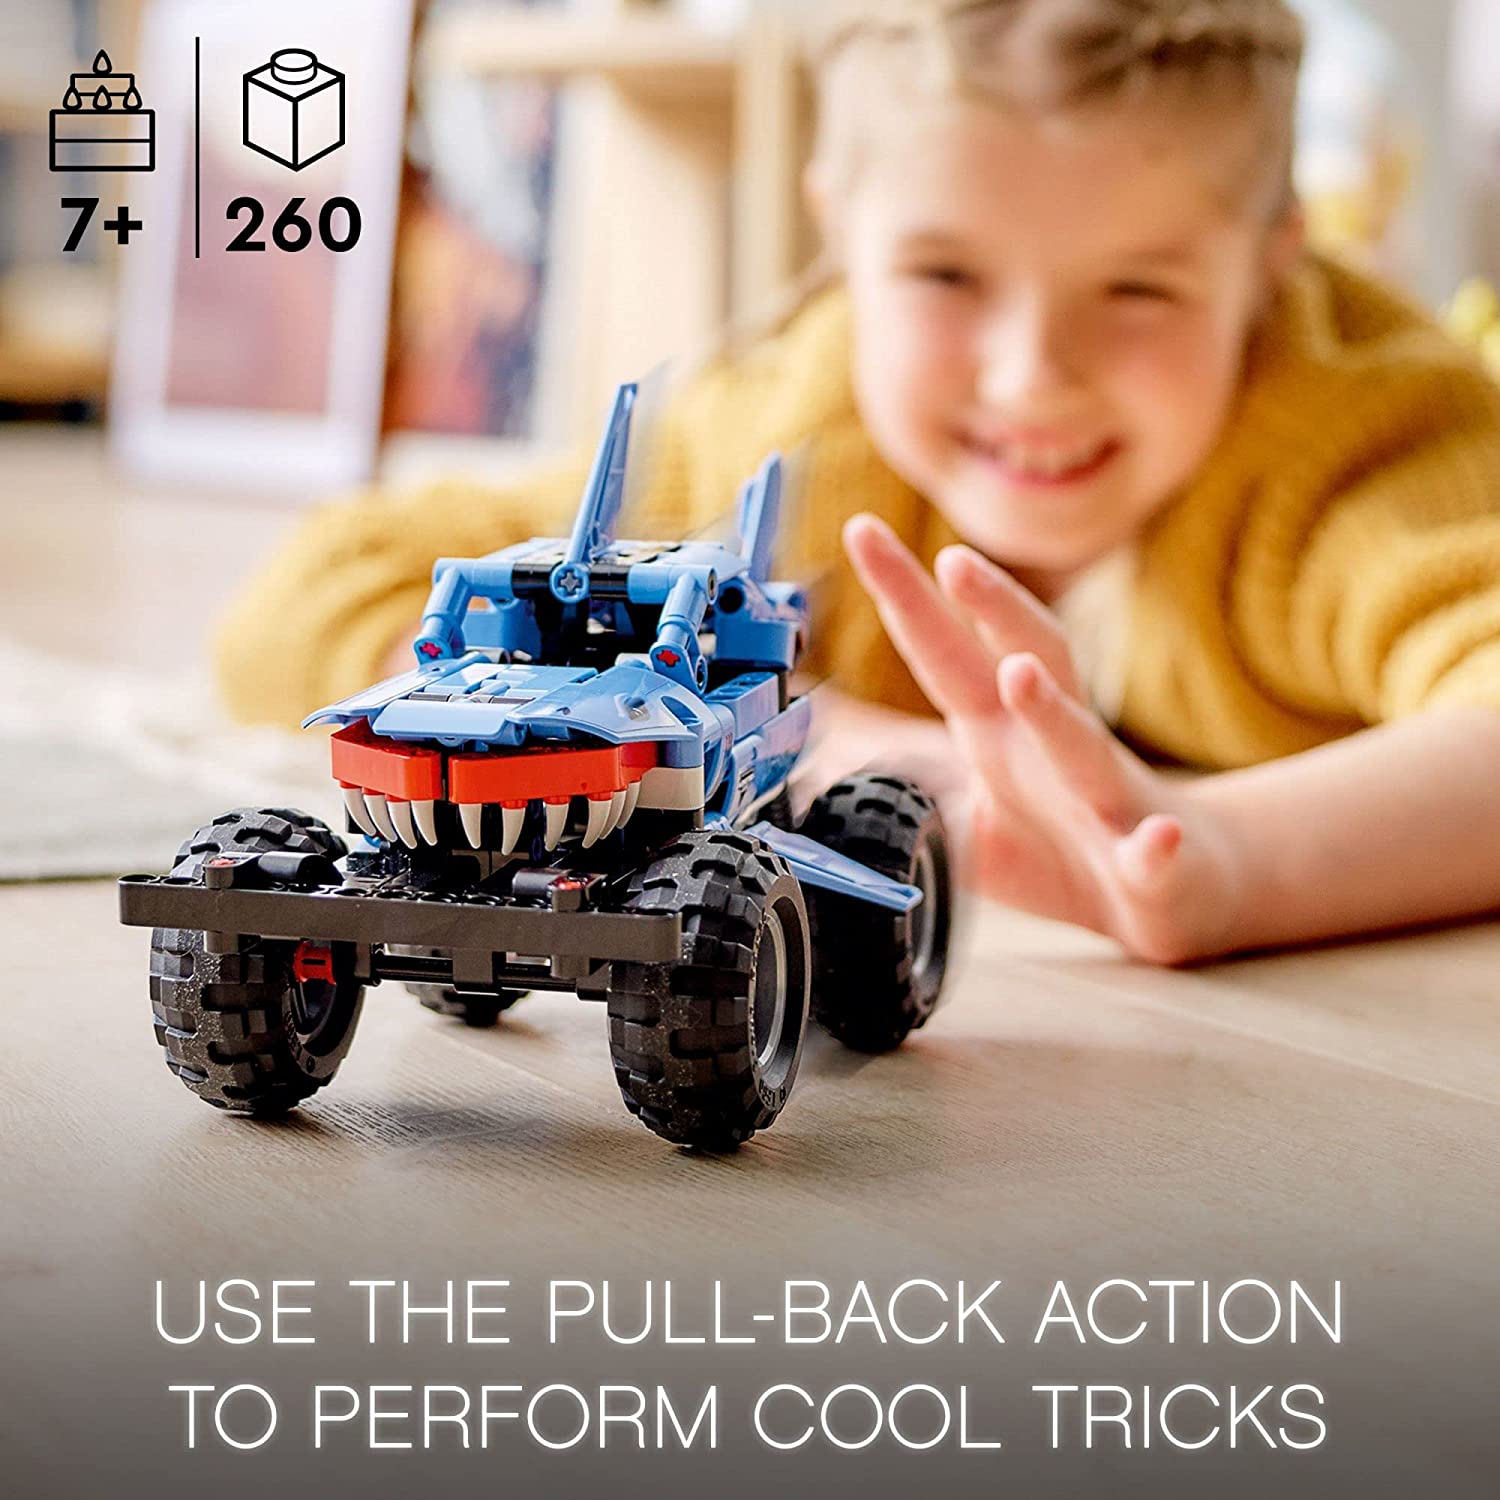 7+
260
USE THE PULL-BACK ACTION
TO PERFORM COOL TRICKS